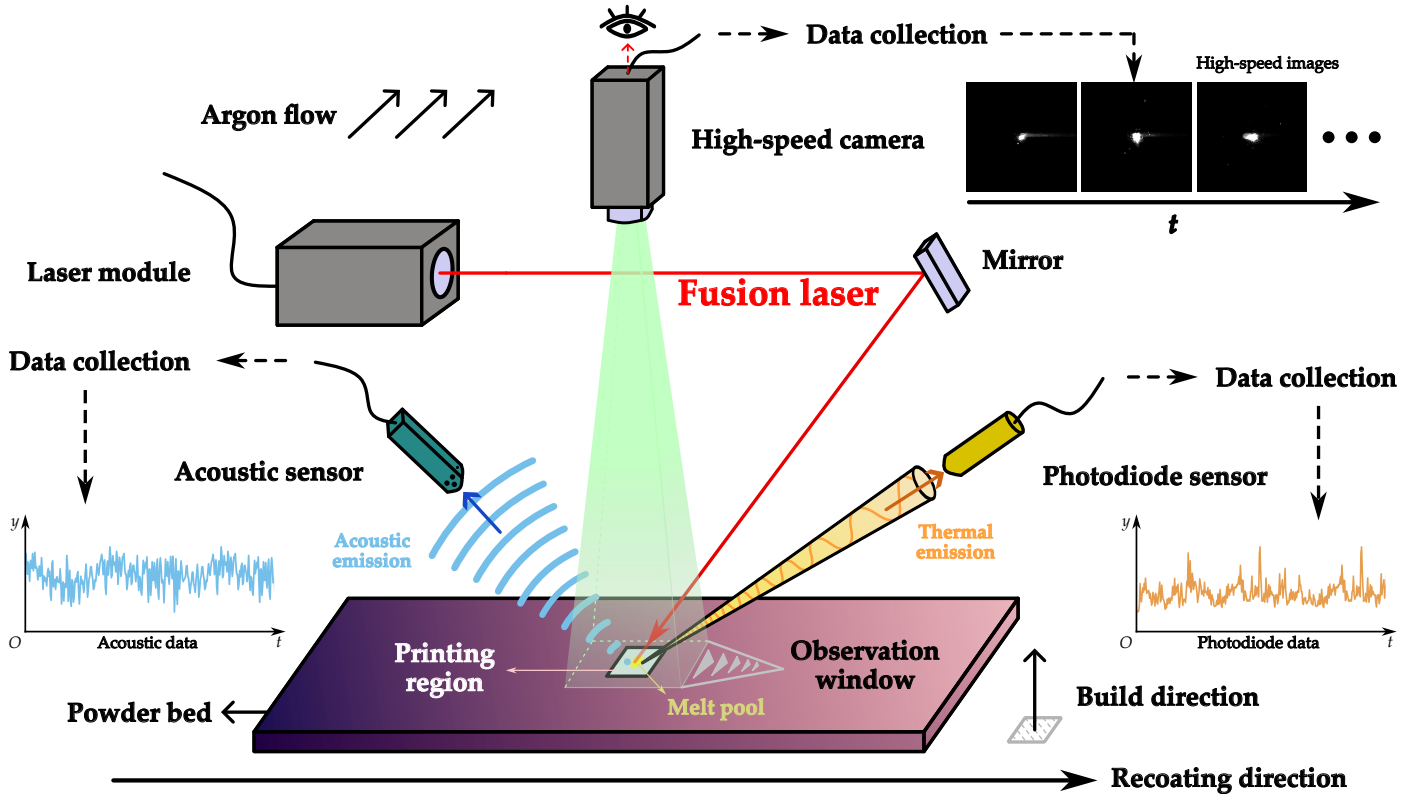 Data collection
High-speed images
Argon flow
High-speed camera
t
Laser module
Mirror
Fusion laser
Data collection
Data collection
Acoustic sensor
Photodiode sensor
Acoustic
emission
Thermal
emission
y
O
Acoustic data
t
y
O
Photodiode data
t
Printing
region
Observation
window
Melt pool
Powder bed
Build direction
Recoating direction